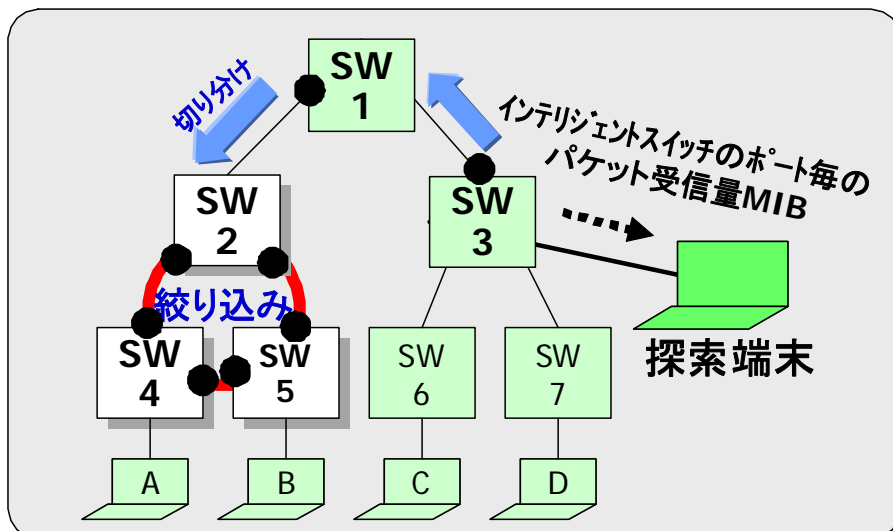 SW
1
切り分け
インテリジェントスイッチのポート毎の
パケット受信量MIB
SW
2
SW
3
絞り込み
探索端末
SW
4
SW
5
SW
6
SW
7
A
B
C
D